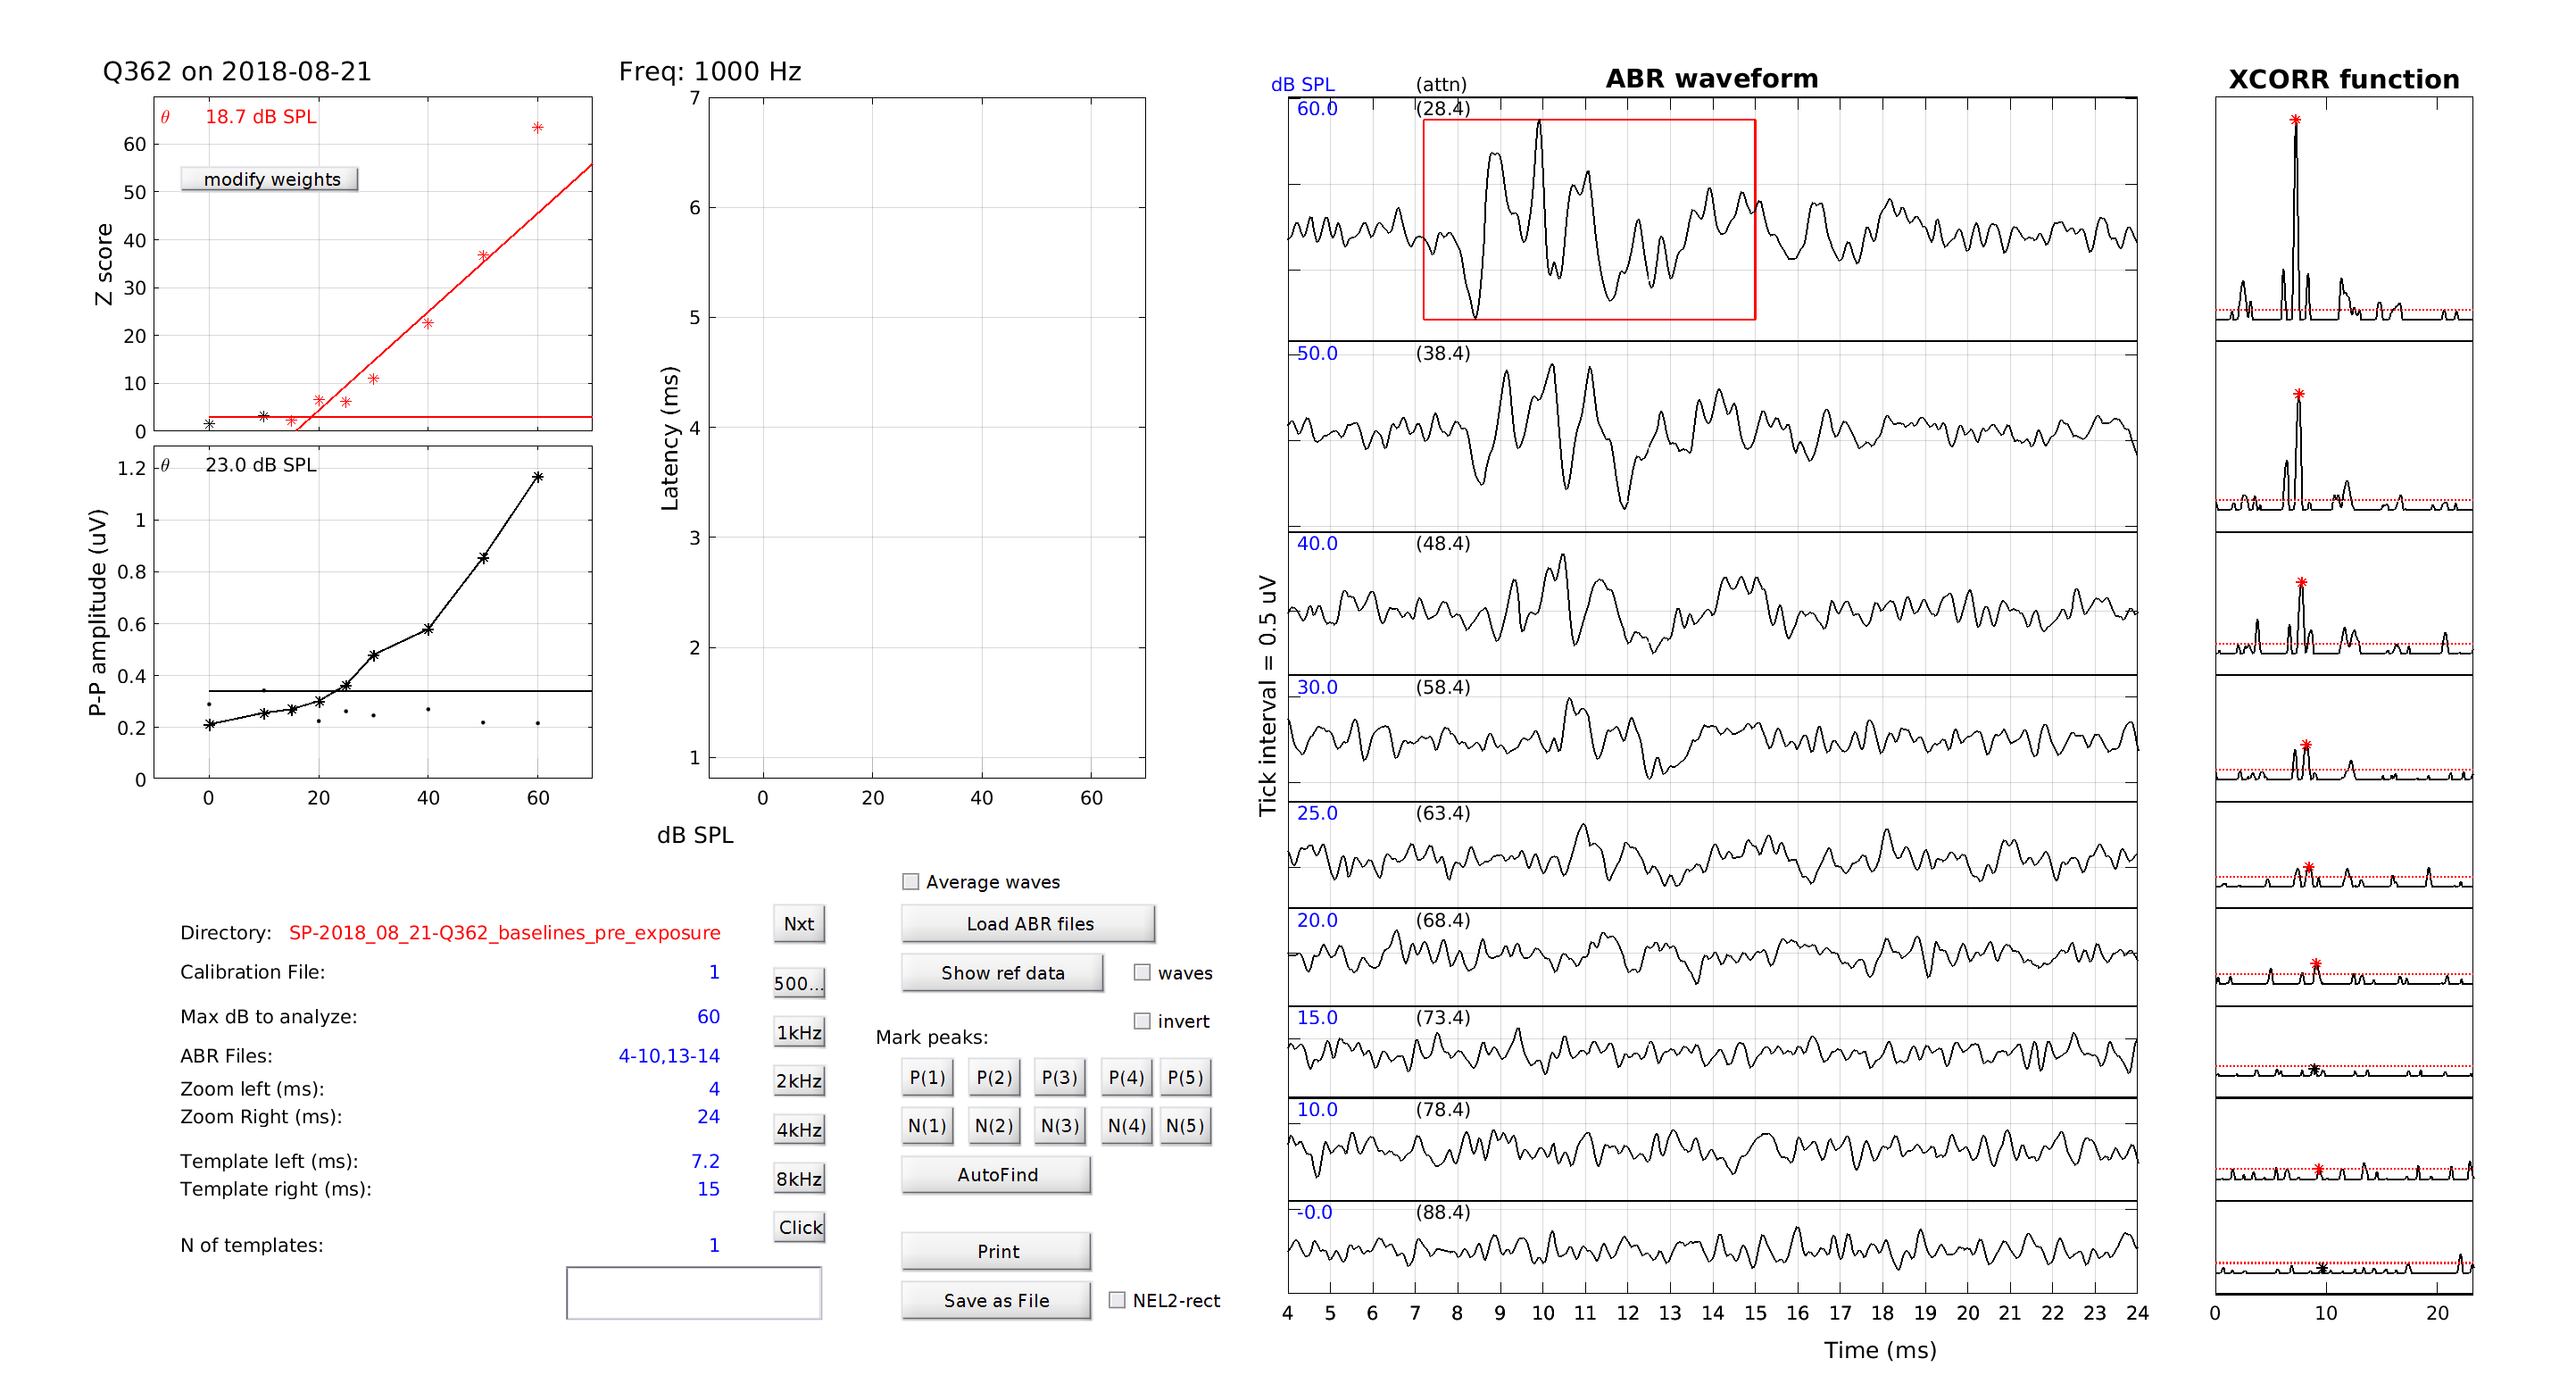 Q362 on 2018-08-21
Freq: 1000 Hz
θ 18.7 dB SPL
modify weights
Z score
60
50
40
30
20
10
0
θ 23.0 dB SPL
P-P amplitude (uV)
1.2
1
0.8
0.6
0.4
0.2
0
0 20 40 60
Latency (ms)
7
6
5
4
3
2
1
0 20 40 60
dB SPL
Directory: SP-2018_08_21-Q362_baselines_pre_exposure
Calibration File: 1
Max dB to analyze: 60
ABR Files: 4-10,13-14
Zoom left (ms): 4
Zoom Right (ms): 24
Template left (ms): 7.2
Template right (ms): 15
N of templates: 1
Nxt
500...
1kHz
2kHz
4kHz
8kHz
Click
Average waves
Load ABR files
Show ref data waves
invert
Mark peaks:
P(1) P(2) P(3) P(4) P(5)
N(1) N(2) N(3) N(4) N(5)
AutoFind
Print
Save as File NEL2-rect
ABR waveform
dB SPL (attn)
60.0 (28.4)
50.0 (38.4)
40.0 (48.4)
30.0 (58.4)
25.0 (63.4)
20.0 (68.4)
15.0 (73.4)
10.0 (78.4)
-0.0 (88.4)
Tick interval = 0.5 uV
4 5 6 7 8 9 10 11 12 13 14 15 16 17 18 19 20 21 22 23 24
Time (ms)
XCORR function
0 10 20